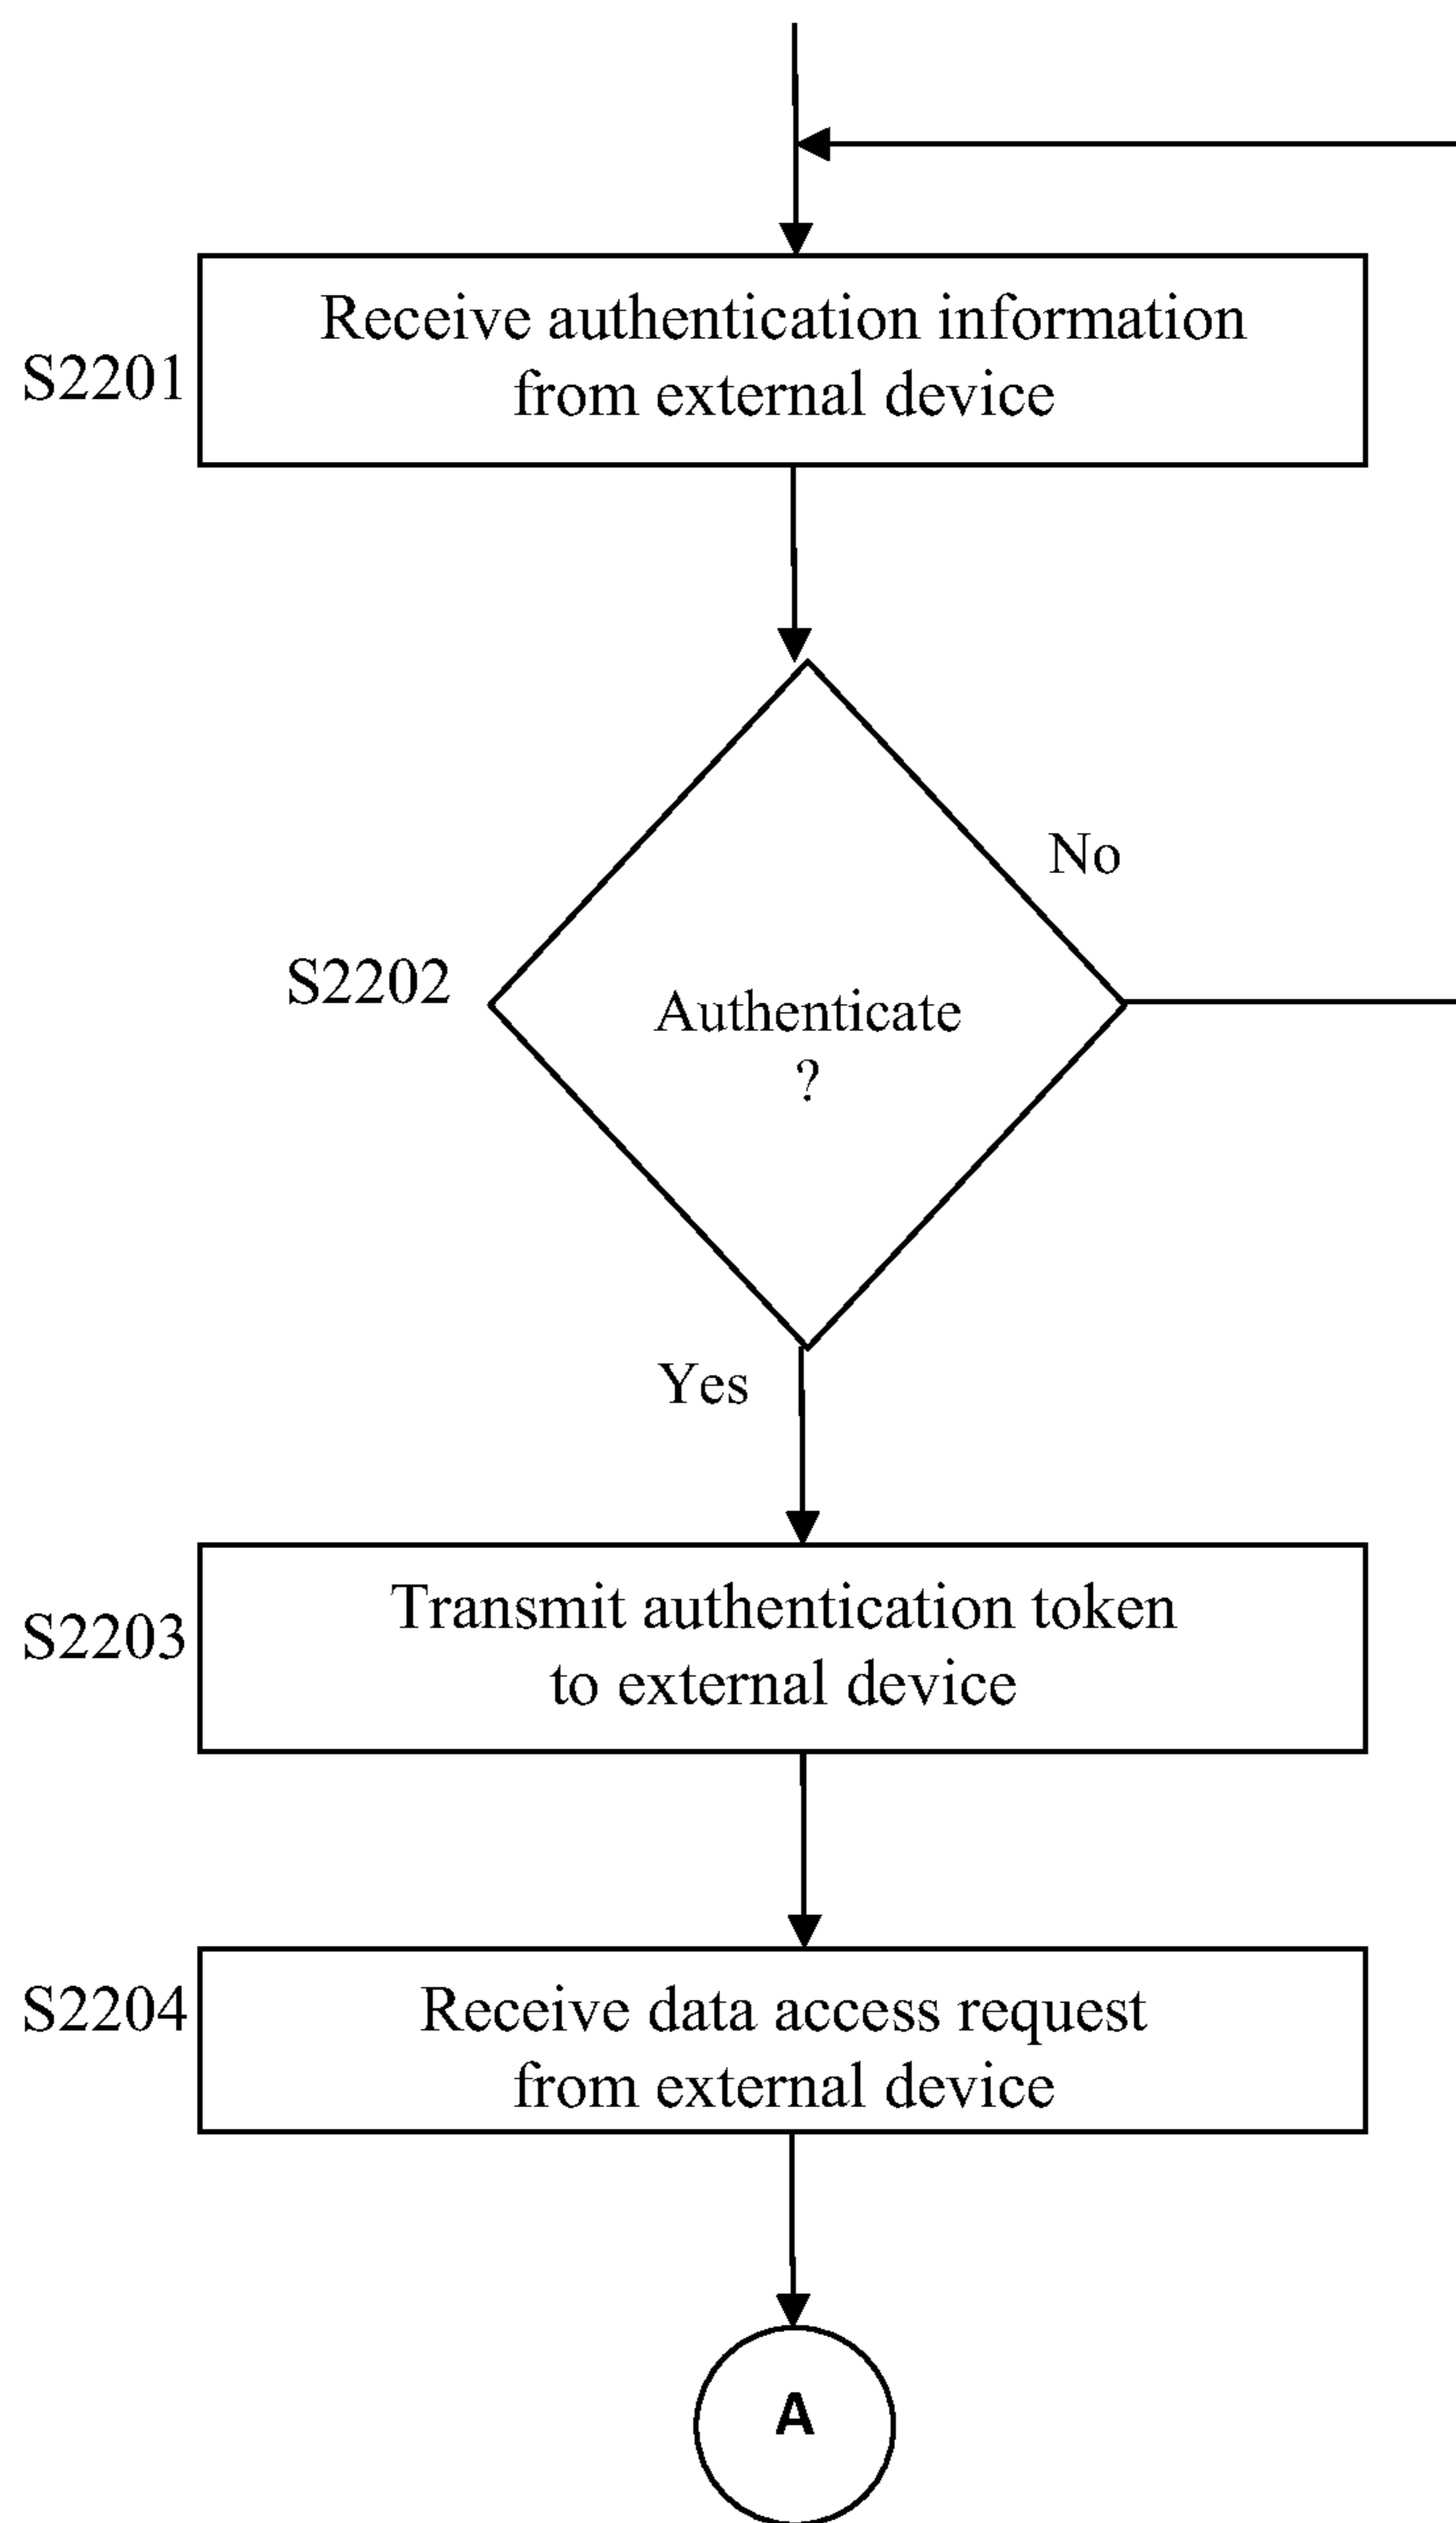 Receive authentication information
S2201
from external device
No
S2202
Authenticate
?
Yes
Transmit authentication token
S2203
to external device
S2204
Receive data access request
from external device
A